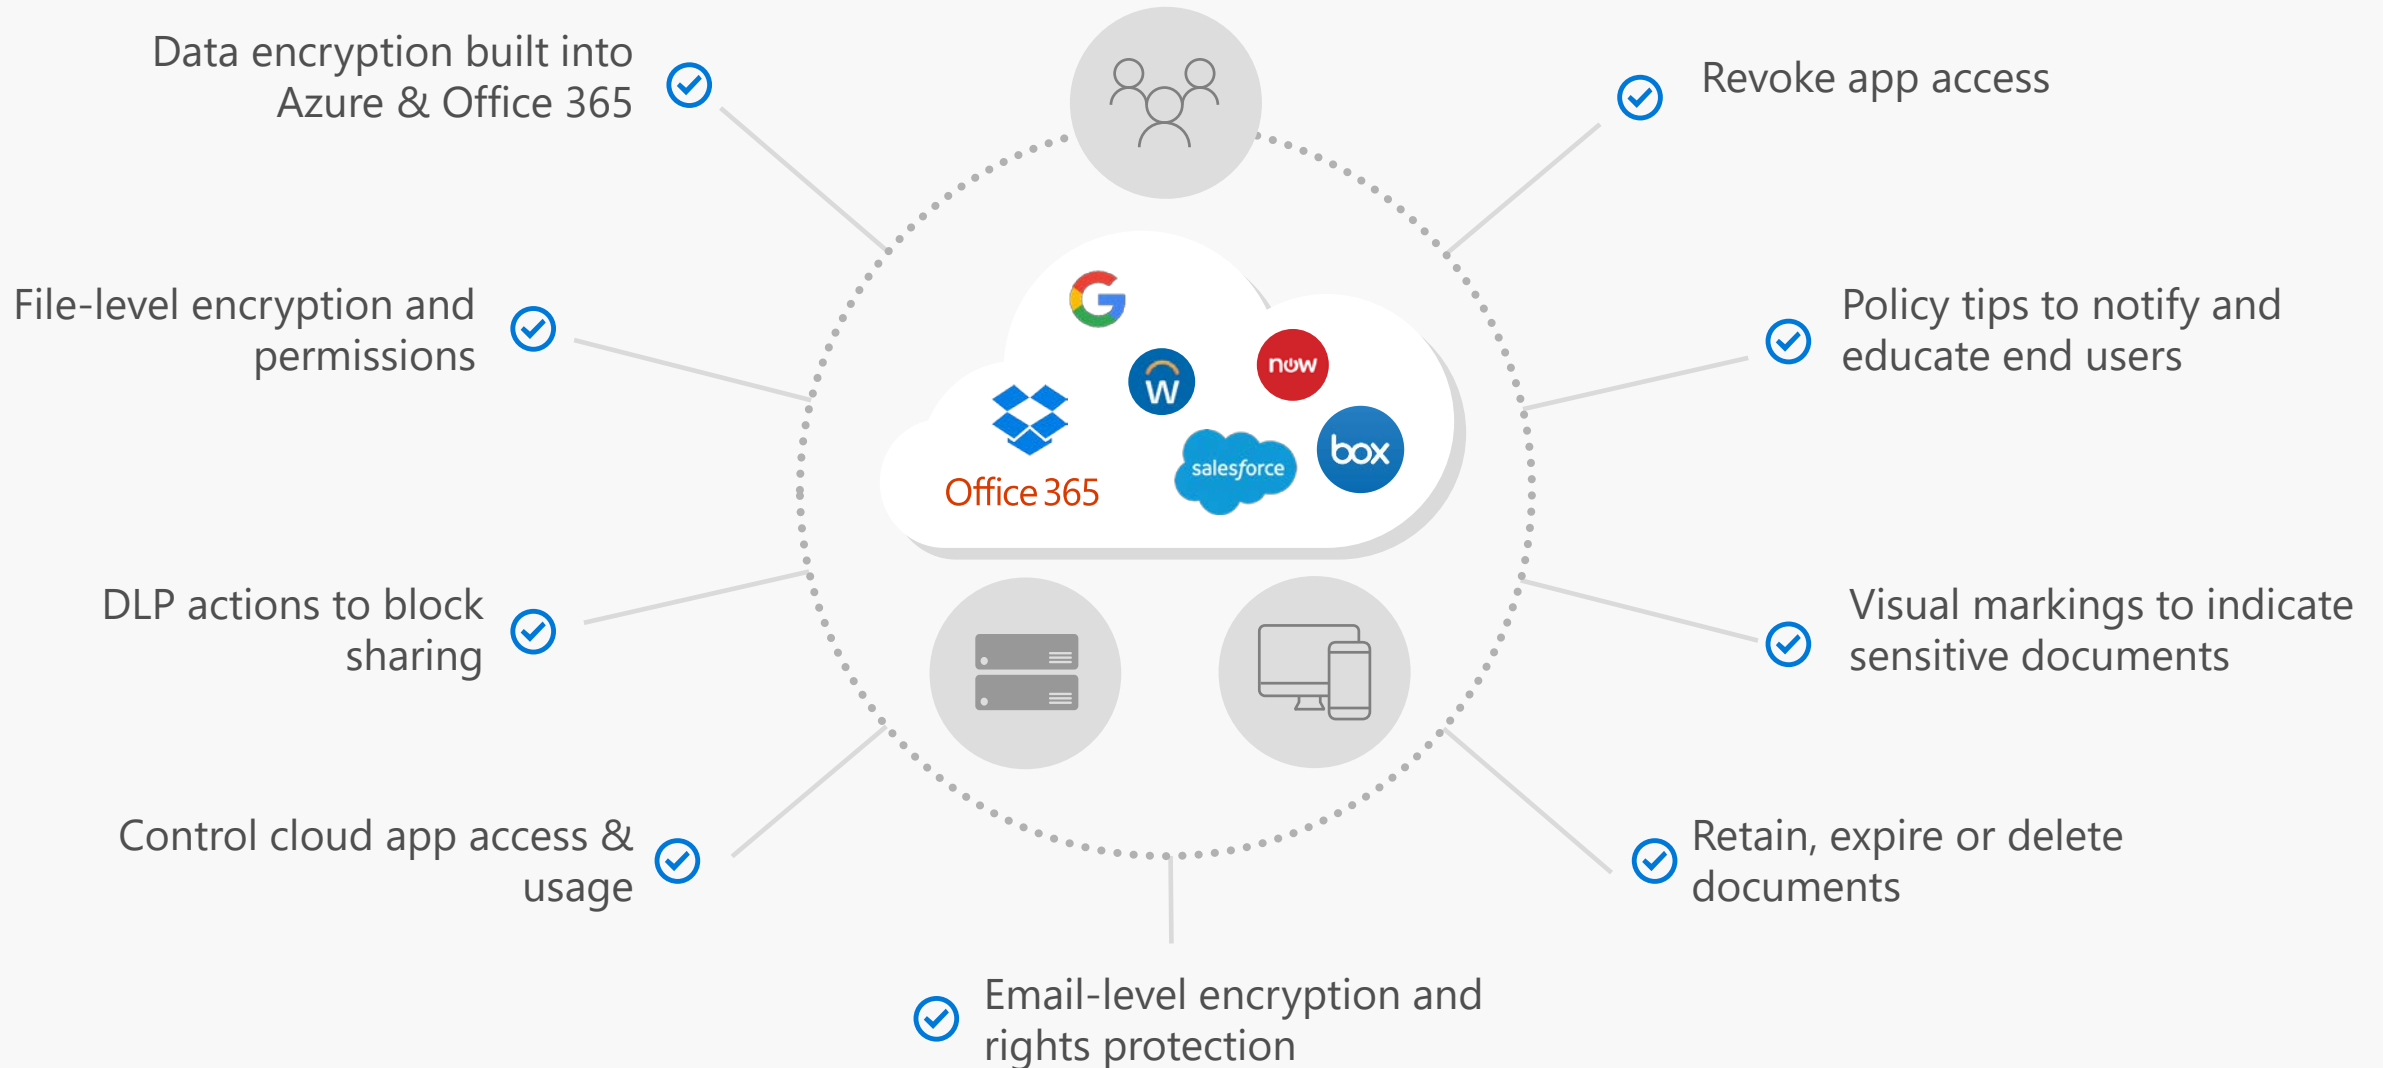 Data encryption built into
Azure & Office 365
Revoke app access
File-level encryption and
permissions
Policy tips to notify and
educate end users
G
W
now
box
salesforce
Office 365
DLP actions to block
sharing
Visual markings to indicate
sensitive documents
Control cloud app access &
usage
Retain, expire or delete
documents
Email-level encryption and
rights protection